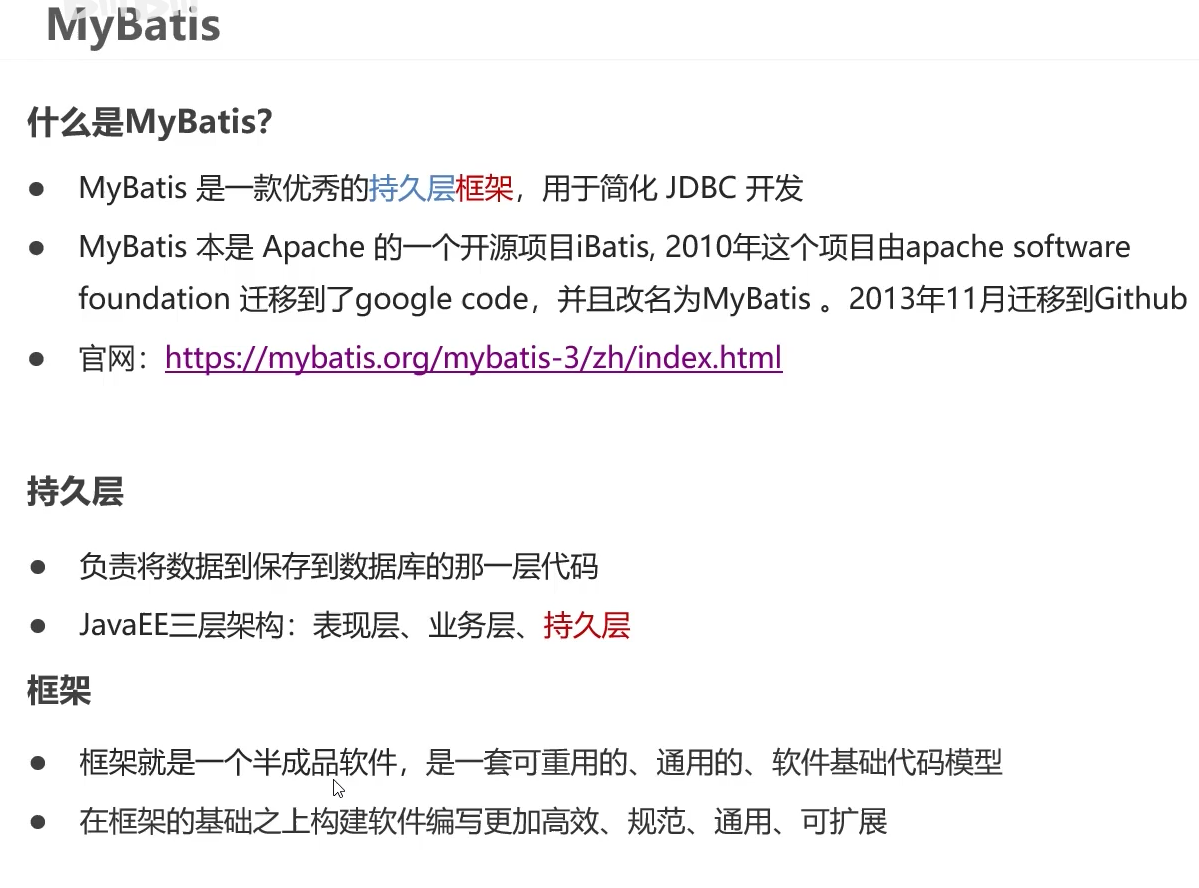 MyBatis
什么是MyBatis?
● MyBatis 是一款优秀的持久层框架，用于简化 JDBC 开发
● MyBatis 本是 Apache 的一个开源项目iBatis, 2010年这个项目由apache software
foundation 迁移到了google code，并且改名为MyBatis 。2013年11月迁移到Github
● 官网：https://mybatis.org/mybatis-3/zh/index.html
持久层
● 负责将数据到保存到数据库的那一层代码
● JavaEE三层架构：表现层、业务层、持久层
框架
● 框架就是一个半成品软件，是一套可重用的、通用的、软件基础代码模型
● 在框架的基础之上构建软件编写更加高效、规范、通用、可扩展